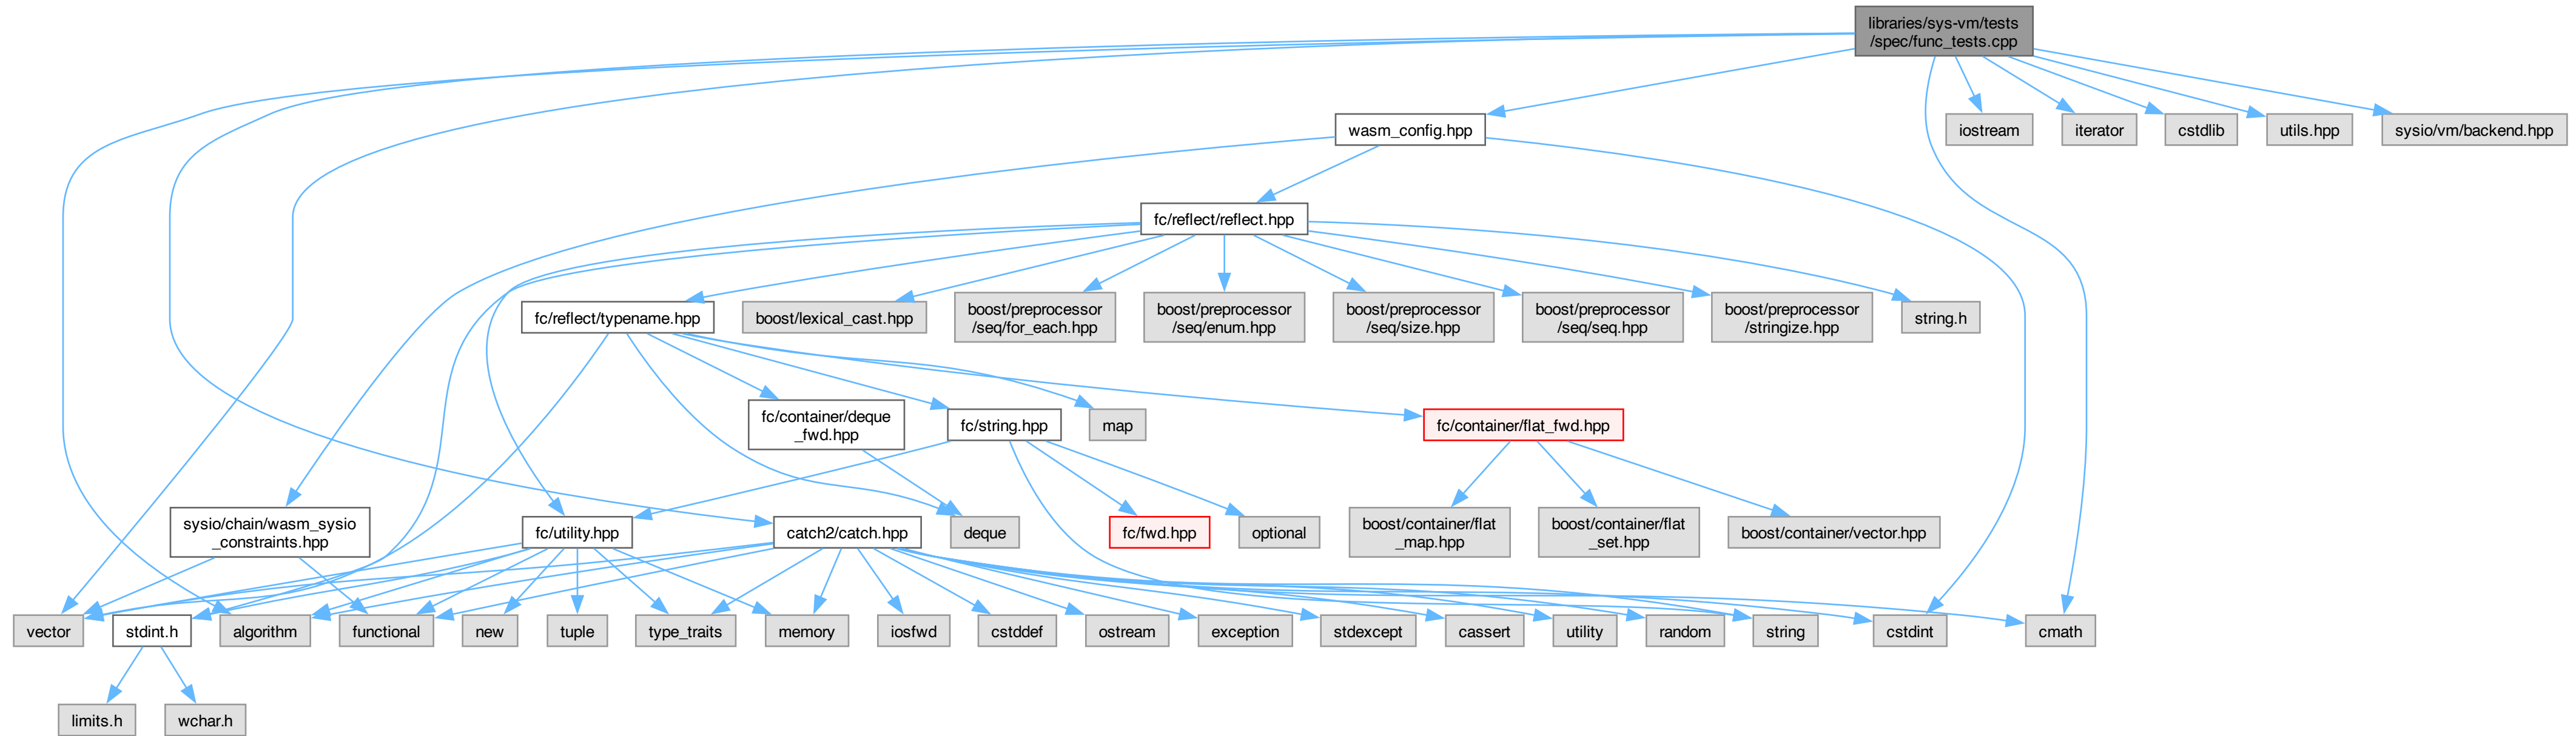 libraries/sys-vm/tests
/spec/func_tests.cpp
wasm_config.hpp
iostream
iterator
cstdlib
utils.hpp
sysio/vm/backend.hpp
fc/reflect/reflect.hpp
fc/reflect/typename.hpp
boost/lexical_cast.hpp
boost/preprocessor
/seq/for_each.hpp
boost/preprocessor
/seq/enum.hpp
boost/preprocessor
/seq/size.hpp
boost/preprocessor
/seq/seq.hpp
boost/preprocessor
/stringize.hpp
string.h
fc/container/deque
_fwd.hpp
fc/string.hpp
map
fc/container/flat_fwd.hpp
sysio/chain/wasm_sysio
_constraints.hpp
fc/utility.hpp
catch2/catch.hpp
deque
fc/fwd.hpp
optional
boost/container/flat
_map.hpp
boost/container/flat
_set.hpp
boost/container/vector.hpp
vector
stdint.h
algorithm
functional
new
tuple
type_traits
memory
iosfwd
cstddef
ostream
exception
stdexcept
cassert
utility
random
string
cstdint
cmath
limits.h
wchar.h